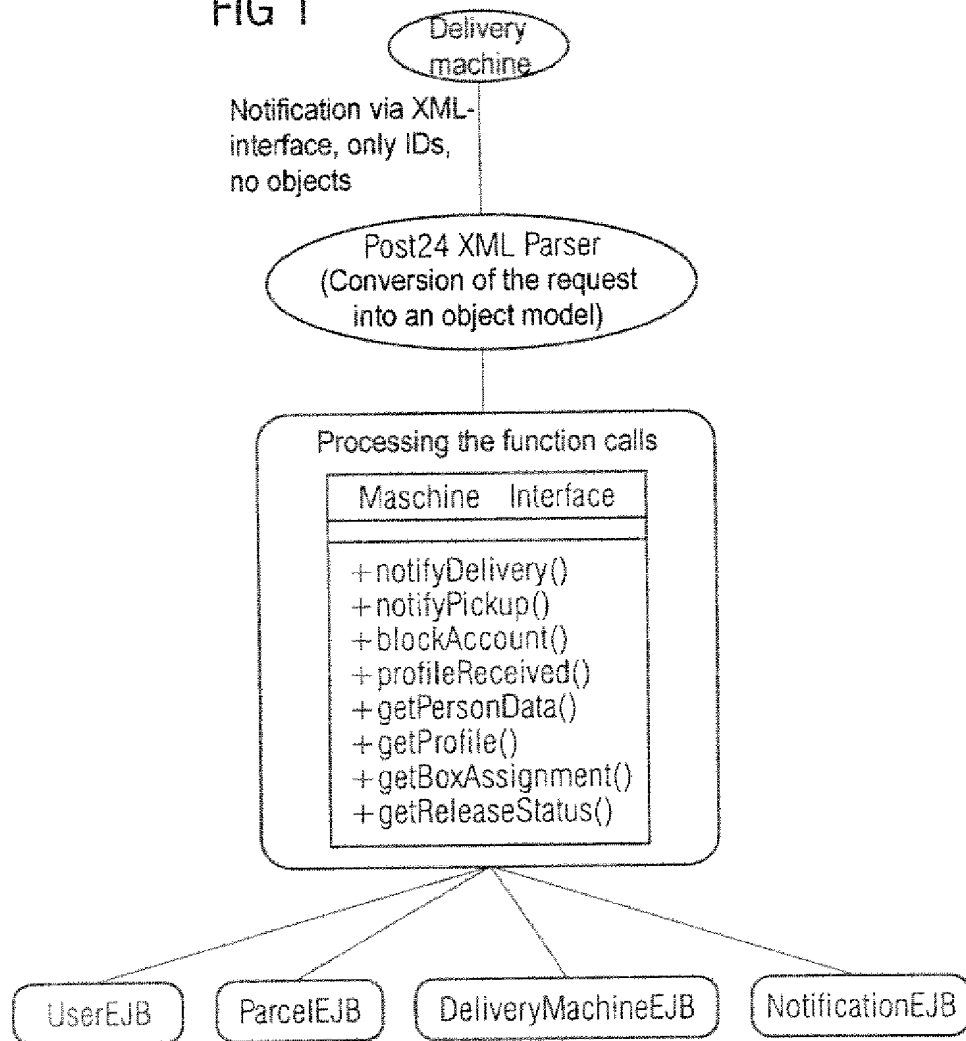 FIG 1
Delivery
machine
Notification via XML-
interface, only IDs,
no objects
Post24 XML Parser
(Conversion of the request
into an object model)
Processing the function calls
Maschine Interface
+notifyDelivery()
+notifyPickup()
+blockAccount()
+profileReceived()
+getPersonData()
+getProfile()
+getBoxAssignment()
+getReleaseStatus()
UserEJB
ParcelEJB
DeliveryMachineEJB
NotificationEJB